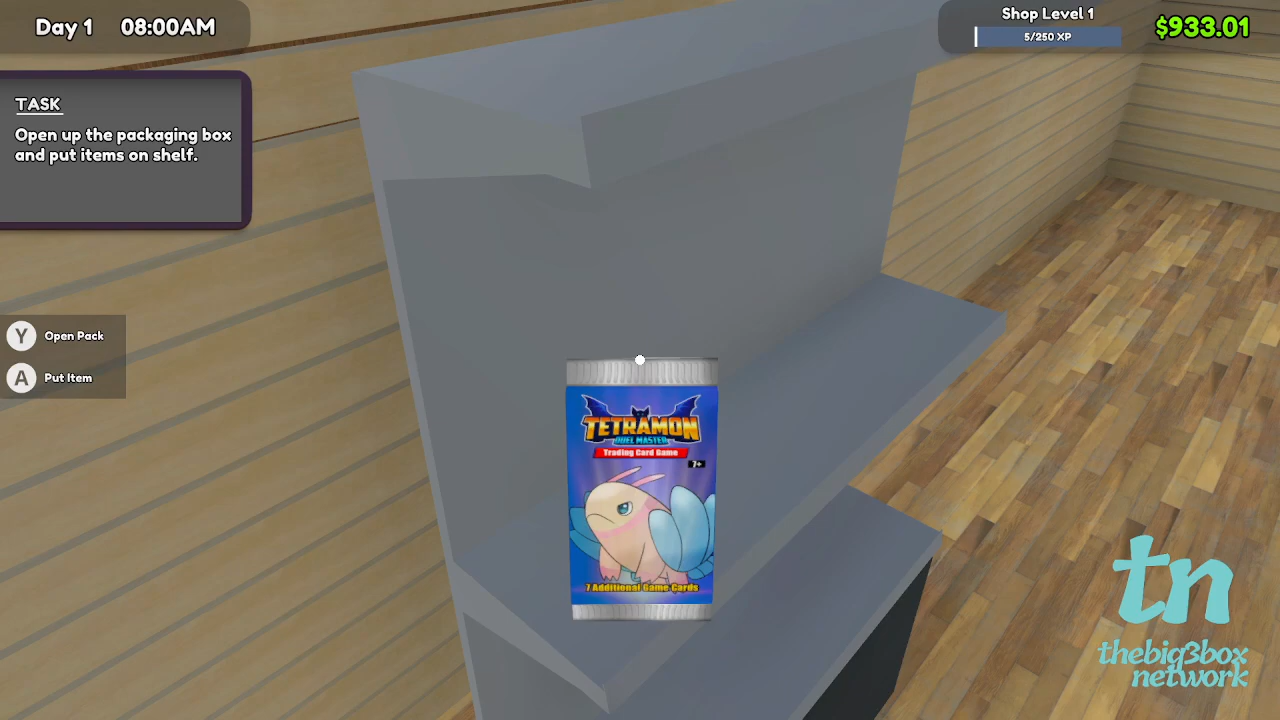 Day 1 08:00AM
Shop Level 1
5/250 XP
$933.01
TASK
Open up the packaging box
and put items on shelf.
Y Open Pack
A Put Item
TETRAMON
DUEL MASTER
Trading Card Game
7+
7 Additional Game Cards
tn
thebig3box
network